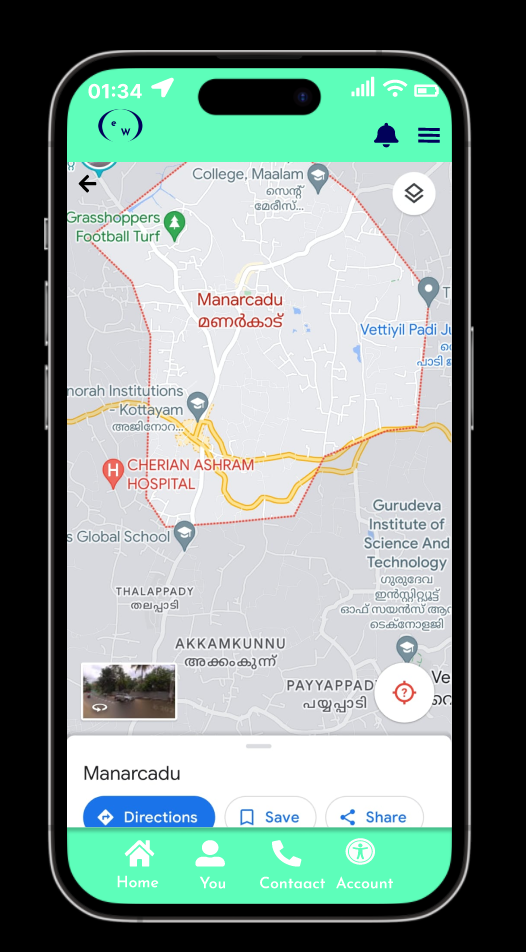 01:34
e
w
College, Maalam
സെന്റ്
മേരീസ്...
Grasshoppers
Football Turf
Manarcadu
മണർകാട്
T
Vettiyil Padi Ju
norah Institutions
- Kottayam
അജിനോറ...
H CHERIAN ASHRAM
HOSPITAL
s Global School
Gurudeva
Institute of
Science And
Technology
ഗുരുദേവ
ഇൻസ്റ്റിറ്റ്യൂട്ട്
ഓഫ് സയൻസ് ആൻ
ടെക്നോളജി
THALAPPADY
തലപ്പാടി
AKKAMKUNNU
അക്കംകുന്ന്
PAYYAPPAD
പയ്യപ്പാടി
?
Ve
Manarcadu
Directions
Save
Share
Home
You
Contaact
Account